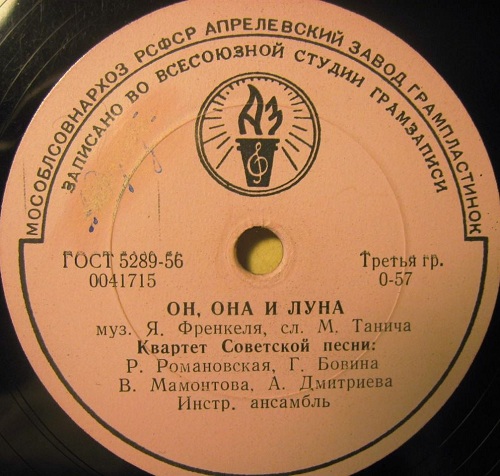 МОСОБЛСОВНАРХОЗ РСФСР АПРЕЛЕВСКИЙ ЗАВОД ГРАМПЛАСТИНОК
ЗАПИСАНО ВО ВСЕСОЮЗНОЙ СТУДИИ ГРАМЗАПИСИ
АЗ
ГОСТ 5289-56
0041715
Третья гр.
0-57
ОН, ОНА И ЛУНА
муз. Я. Френкеля, сл. М. Танича
Квартет Советской песни:
Р. Романовская, Г. Бовина
В. Мамонтова, А. Дмитриева
Инстр. ансамбль